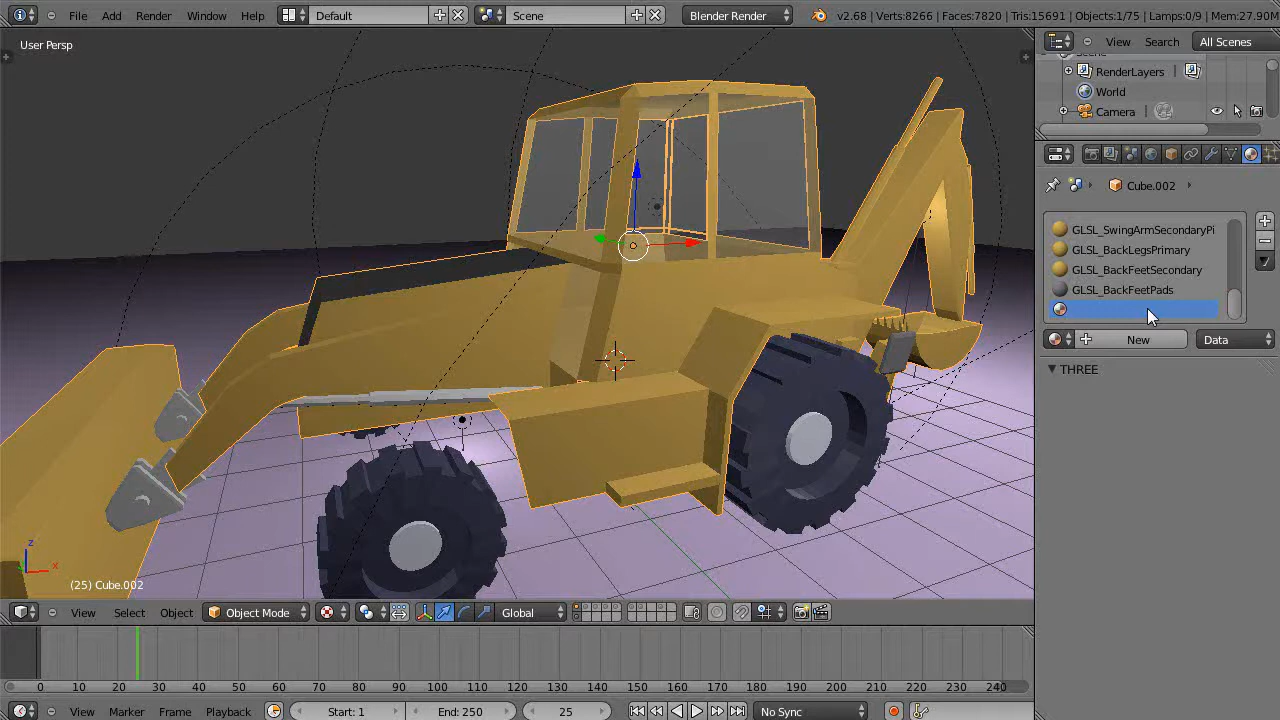 File Add Render Window Help Default Scene Blender Render v2.68 | Verts:8266 | Faces:7820 | Tris:15691 | Objects:1/75 | Lamps:0/9 | Mem:27.90M
User Persp
View Search All Scenes
RenderLayers
World
Camera
Cube.002
GLSL_SwingArmSecondaryPi
GLSL_BackLegsPrimary
GLSL_BackFeetSecondary
GLSL_BackFeetPads
New Data
THREE
z
x
(25) Cube.002
View Select Object Object Mode Global
0 10 20 30 40 50 60 70 80 90 100 110 120 130 140 150 160 170 180 190 200 210 220 230 240
View Marker Frame Playback Start: 1 End: 250 25 No Sync